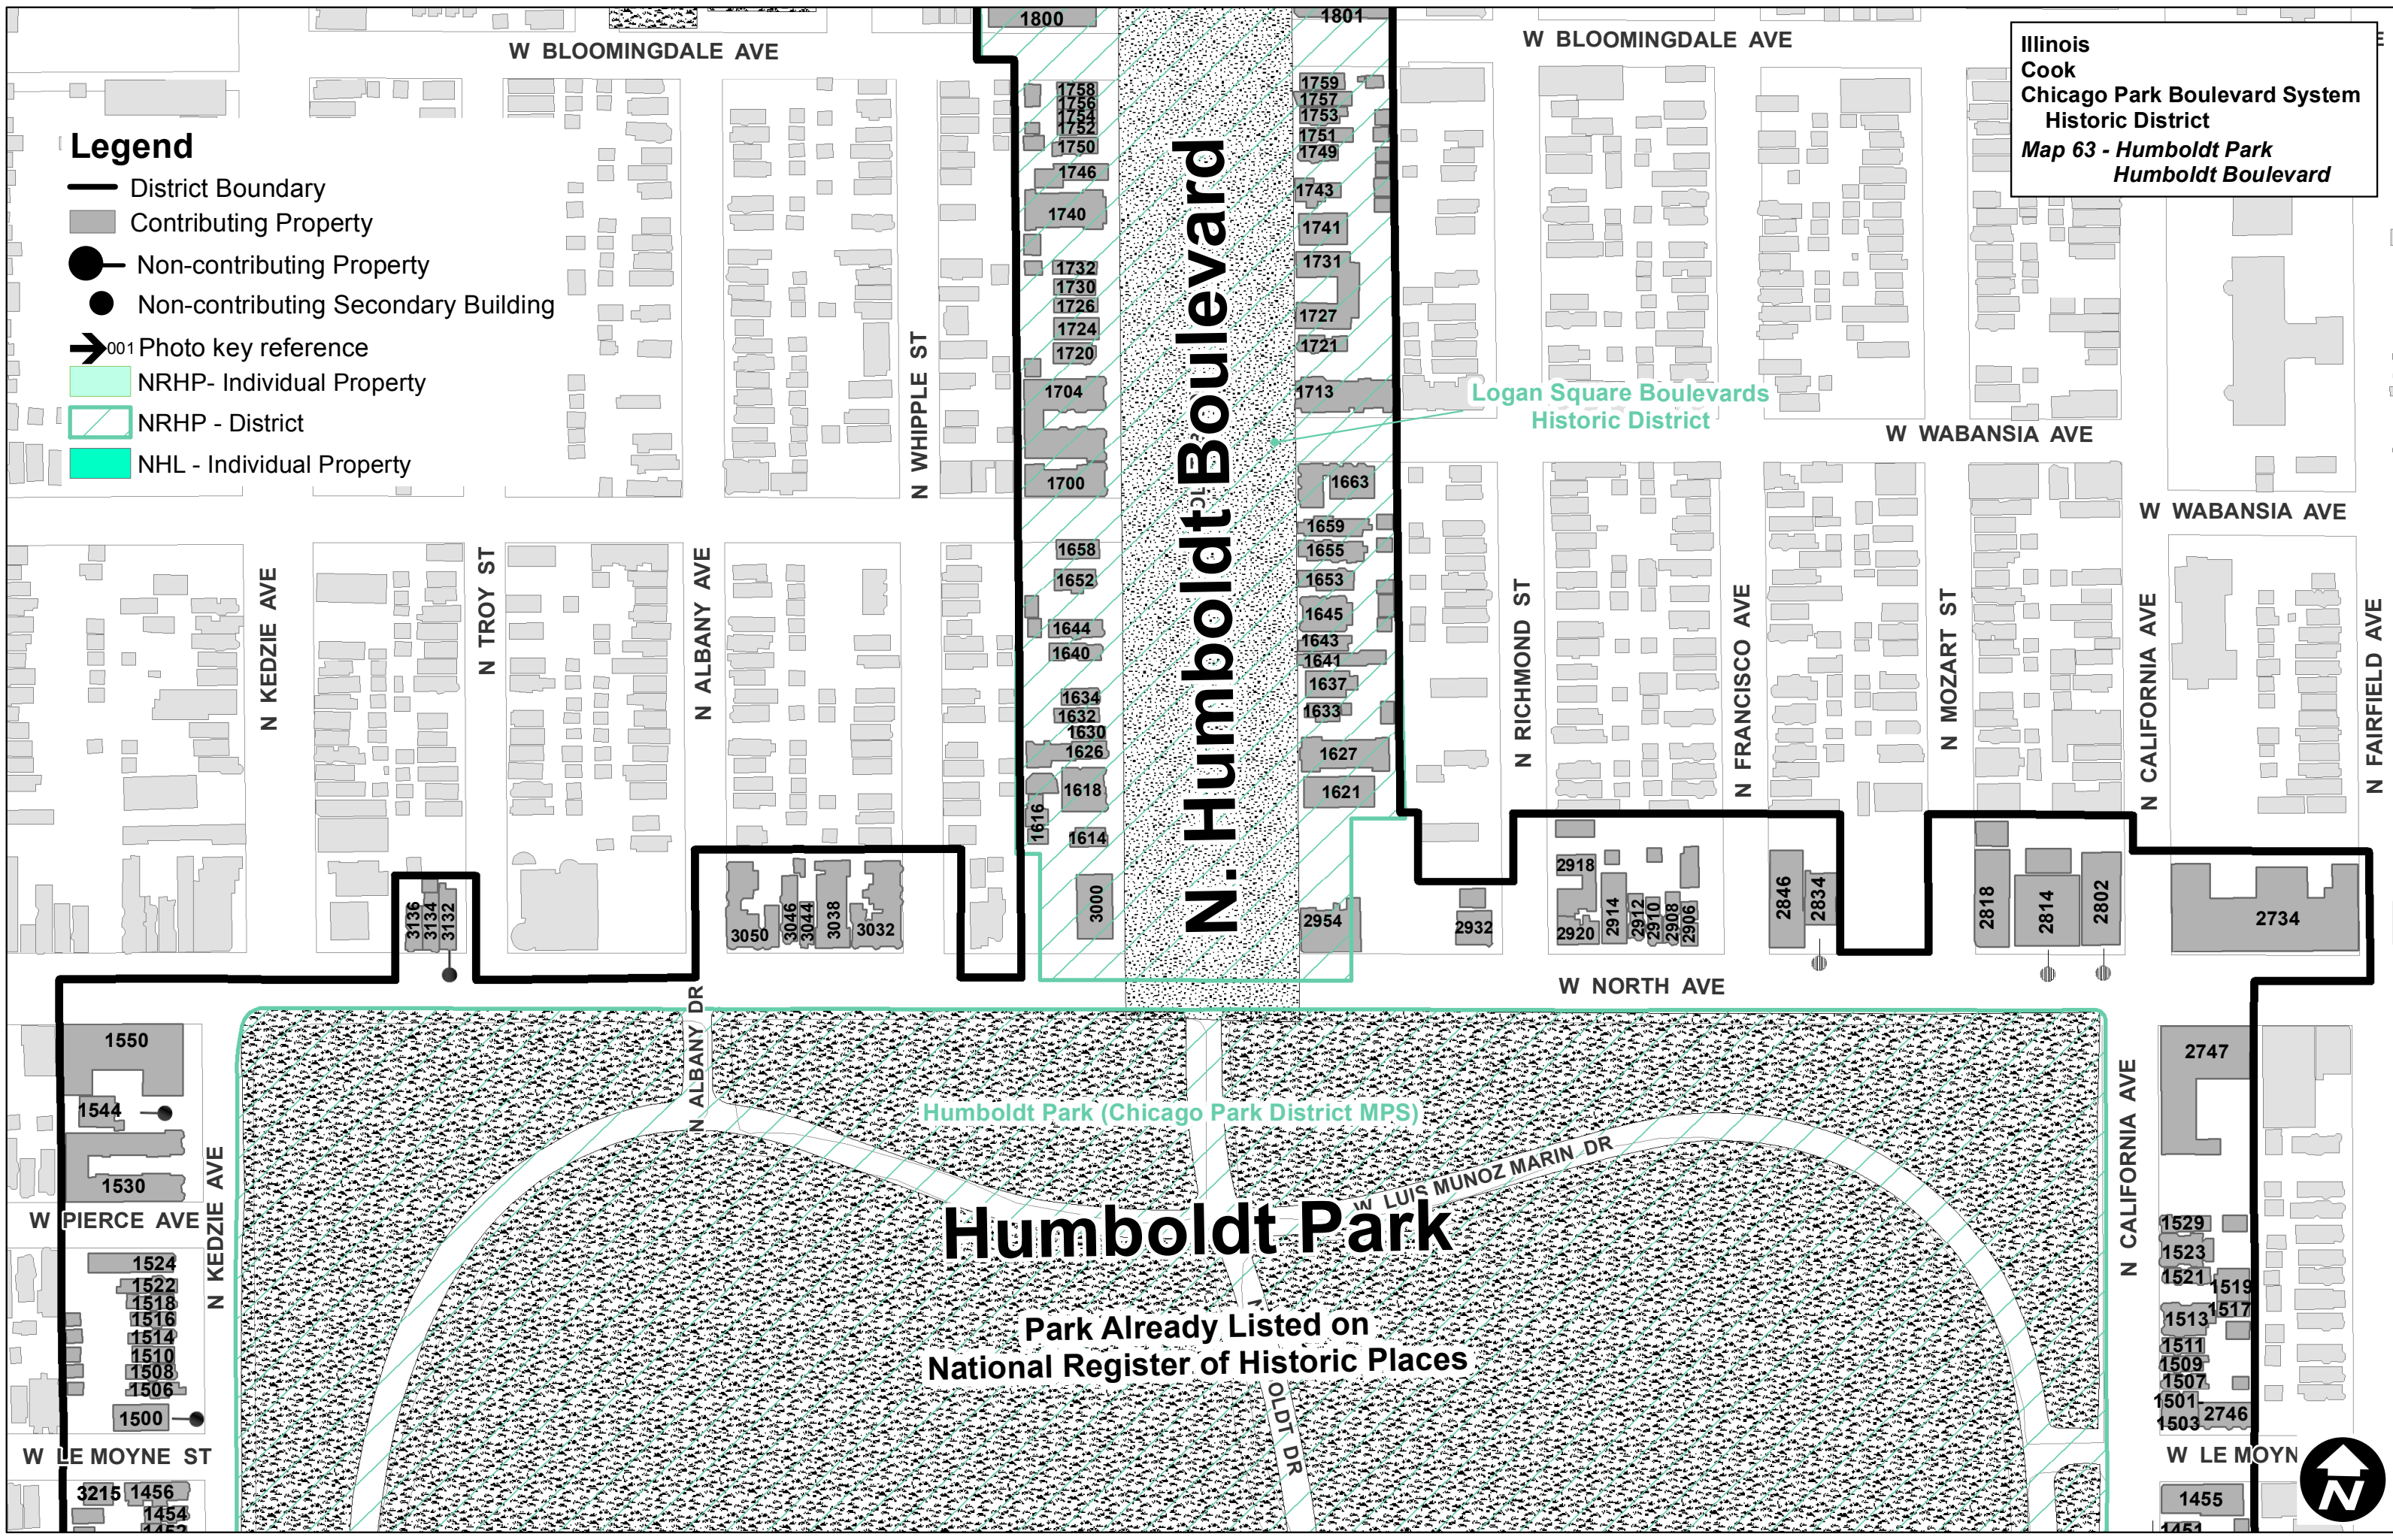 1800
1801
W BLOOMINGDALE AVE
W BLOOMINGDALE AVE
Illinois
Cook
Chicago Park Boulevard System
Historic District
Map 63 - Humboldt Park
Humboldt Boulevard
Legend
District Boundary
Contributing Property
Non-contributing Property
Non-contributing Secondary Building
001 Photo key reference
NRHP- Individual Property
NRHP - District
NHL - Individual Property
1758
1756
1754
1752
1750
1746
1740
1732
1730
1726
1724
1720
1704
1700
1658
1652
1644
1640
1634
1632
1630
1626
1618
1616
1614
3000
N. Humboldt Boulevard
1759
1757
1753
1751
1749
1743
1741
1731
1727
1721
1713
1663
1659
1655
1653
1645
1643
1641
1637
1633
1627
1621
2954
Logan Square Boulevards
Historic District
W WABANSIA AVE
W WABANSIA AVE
N KEDZIE AVE
N TROY ST
N ALBANY AVE
N WHIPPLE ST
N RICHMOND ST
N FRANCISCO AVE
N MOZART ST
N CALIFORNIA AVE
N FAIRFIELD AVE
3136
3134
3132
3050
3046
3044
3038
3032
2932
2918
2920
2914
2912
2910
2908
2906
2846
2834
2818
2814
2802
2734
W NORTH AVE
1550
1544
1530
W PIERCE AVE
N KEDZIE AVE
1524
1522
1518
1516
1514
1510
1508
1506
1500
W LE MOYNE ST
3215
1456
1454
1452
N ALBANY DR
Humboldt Park (Chicago Park District MPS)
W LUIS MUNOZ MARIN DR
Humboldt Park
Park Already Listed on
National Register of Historic Places
OLDT DR
N CALIFORNIA AVE
2747
1529
1523
1521
1519
1517
1513
1511
1509
1507
1501
1503
2746
W LE MOYN
N
1455
1451